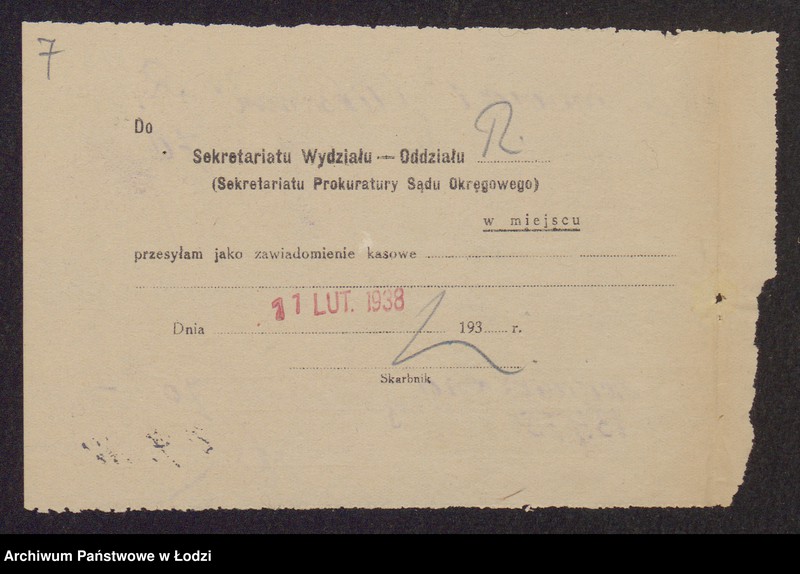 7
Do
Sekretariatu Wydziału — Oddziału R.
(Sekretariatu Prokuratury Sądu Okręgowego)
w miejscu
przesyłam jako zawiadomienie kasowe
11 LUT. 1938
Dnia 193 r.
Skarbnik
Archiwum Państwowe w Łodzi